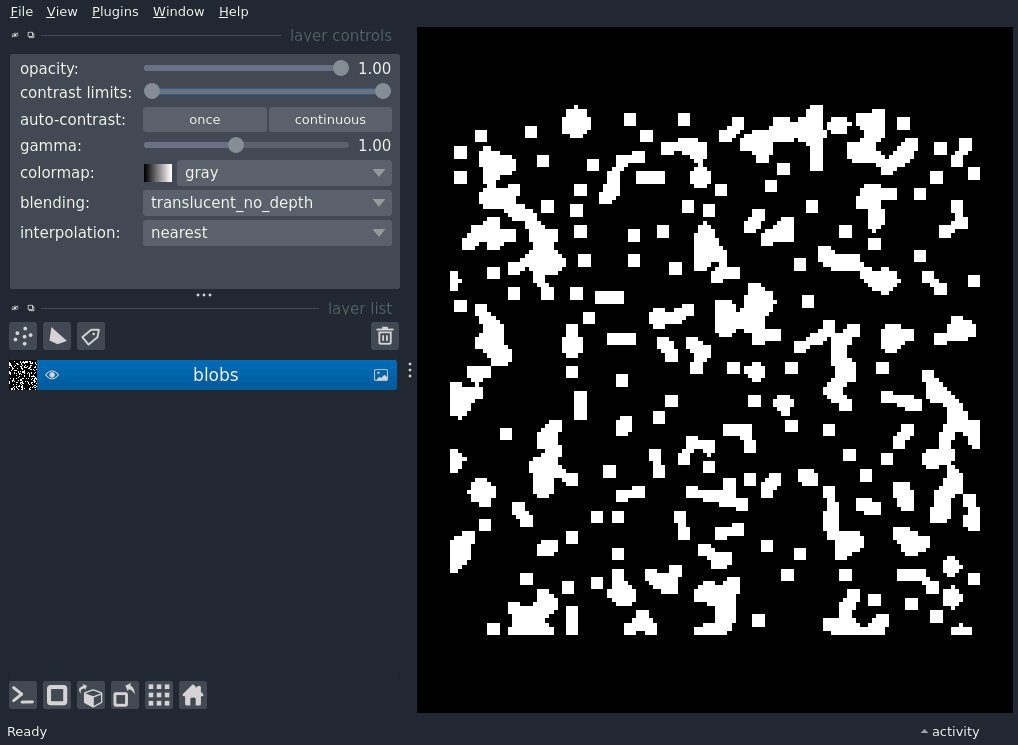 File View Plugins Window Help
layer controls
opacity: 1.00
contrast limits:
auto-contrast: once continuous
gamma: 1.00
colormap: gray
blending: translucent_no_depth
interpolation: nearest
layer list
blobs
Ready activity